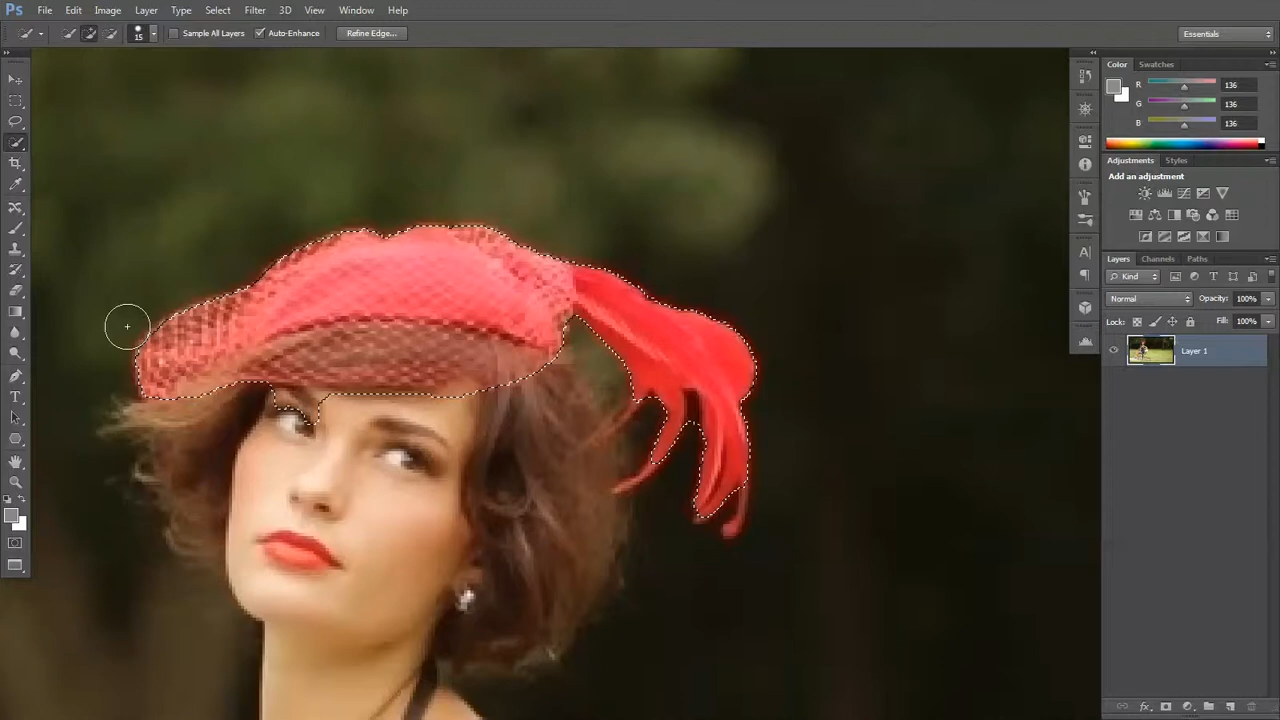 Ps File Edit Image Layer Type Select Filter 3D View Window Help
15 Sample All Layers Auto-Enhance Refine Edge... Essentials
Color Swatches
R 136
G 136
B 136
Adjustments Styles
Add an adjustment
Layers Channels Paths
Kind
Normal Opacity: 100%
Lock: Fill: 100%
Layer 1